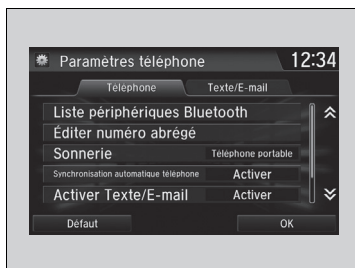 Paramètres téléphone 12:34
Téléphone Texte/E-mail
Liste périphériques Bluetooth
Éditer numéro abrégé
Sonnerie Téléphone portable
Synchronisation automatique téléphone Activer
Activer Texte/E-mail Activer
Défaut OK